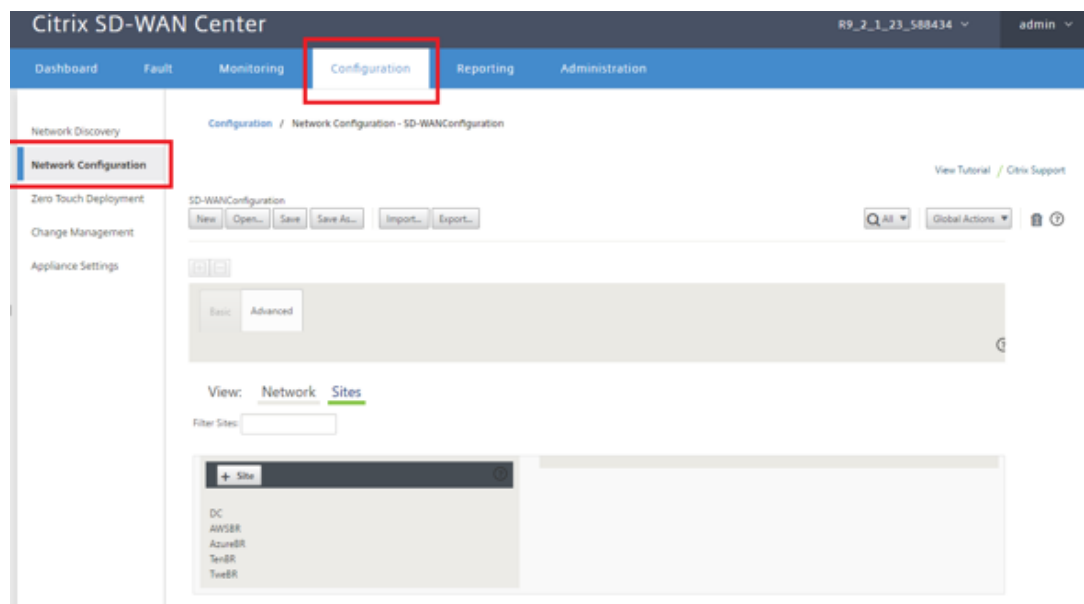 Citrix SD-WAN Center
R9_2_1_23_588434
admin
Dashboard Fault Monitoring Configuration Reporting Administration
Network Discovery
Network Configuration
Zero Touch Deployment
Change Management
Appliance Settings
Configuration / Network Configuration - SD-WANConfiguration
View Tutorial / Citrix Support
SD-WANConfiguration
New Open... Save Save As... Import... Export...
All Global Actions
Basic Advanced
View: Network Sites
Filter Sites:
+ Site
DC
AWSBR
AzureBR
TenBR
TweBR